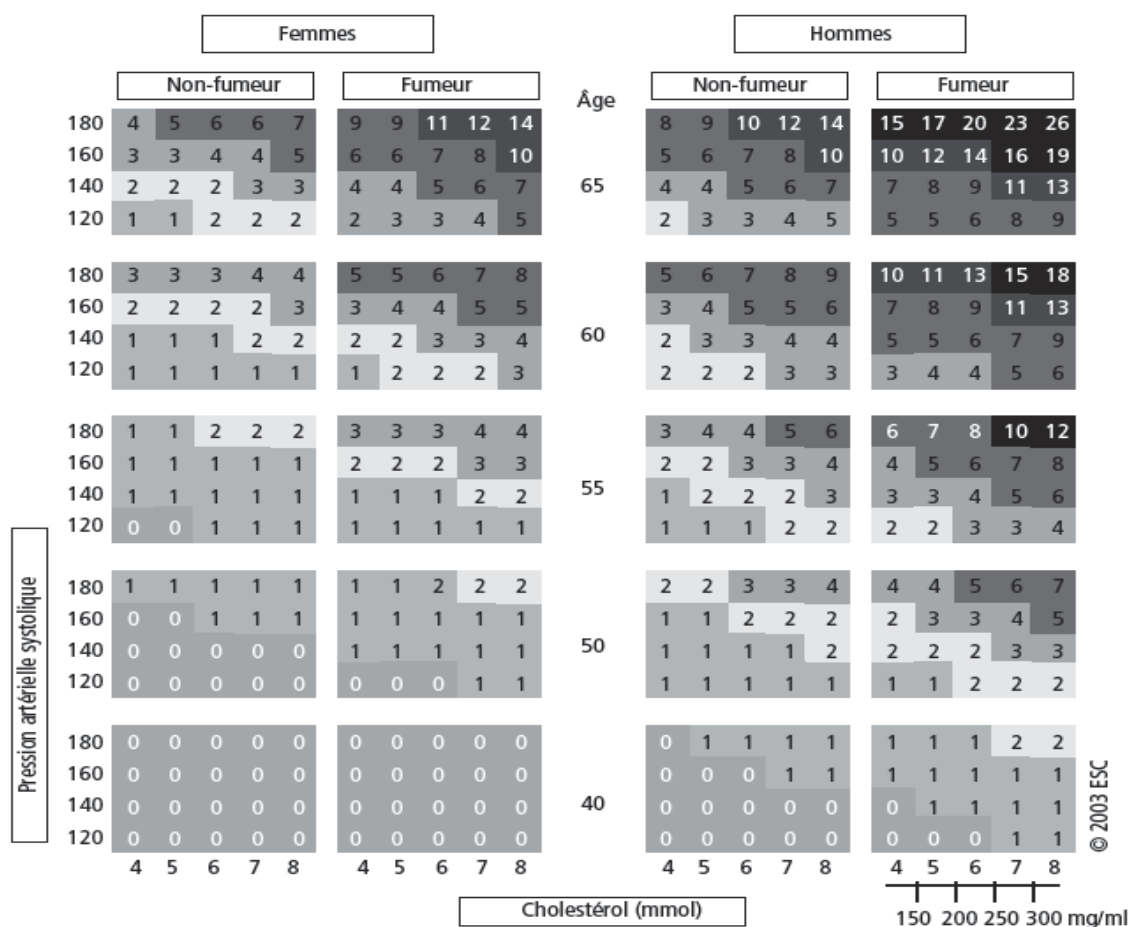 Femmes Hommes
Non-fumeur Fumeur Âge Non-fumeur Fumeur
180 4 5 6 6 7 9 9 11 12 14 8 9 10 12 14 15 17 20 23 26
160 3 3 4 4 5 6 6 7 8 10 5 6 7 8 10 10 12 14 16 19
140 2 2 2 3 3 4 4 5 6 7 65 4 4 5 6 7 7 8 9 11 13
120 1 1 2 2 2 2 3 3 4 5 2 3 3 4 5 5 5 6 8 9
180 3 3 3 4 4 5 5 6 7 8 5 6 7 8 9 10 11 13 15 18
160 2 2 2 2 3 3 4 4 5 5 3 4 5 5 6 7 8 9 11 13
140 1 1 1 2 2 2 2 3 3 4 60 2 3 3 4 4 5 5 6 7 9
120 1 1 1 1 1 1 2 2 2 3 2 2 2 3 3 3 4 4 5 6
180 1 1 2 2 2 3 3 3 4 4 3 4 4 5 6 6 7 8 10 12
160 1 1 1 1 1 2 2 2 3 3 2 2 3 3 4 4 5 6 7 8
140 1 1 1 1 1 1 1 1 2 2 55 1 2 2 2 3 3 3 4 5 6
120 0 0 1 1 1 1 1 1 1 1 1 1 1 2 2 2 2 3 3 4
180 1 1 1 1 1 1 1 2 2 2 2 2 3 3 4 4 4 5 6 7
160 0 0 1 1 1 1 1 1 1 1 1 1 2 2 2 2 3 3 4 5
140 0 0 0 0 0 1 1 1 1 1 50 1 1 1 1 2 2 2 2 3 3
120 0 0 0 0 0 0 0 0 1 1 1 1 1 1 1 1 1 2 2 2
180 0 0 0 0 0 0 0 0 0 0 0 1 1 1 1 1 1 1 2 2
160 0 0 0 0 0 0 0 0 0 0 0 0 0 1 1 1 1 1 1 1
140 0 0 0 0 0 0 0 0 0 0 40 0 0 0 0 0 0 1 1 1 1
120 0 0 0 0 0 0 0 0 0 0 0 0 0 0 0 0 0 0 1 1
4 5 6 7 8 4 5 6 7 8 4 5 6 7 8 4 5 6 7 8
150 200 250 300 mg/ml
Cholestérol (mmol)
Pression artérielle systolique
© 2003 ESC